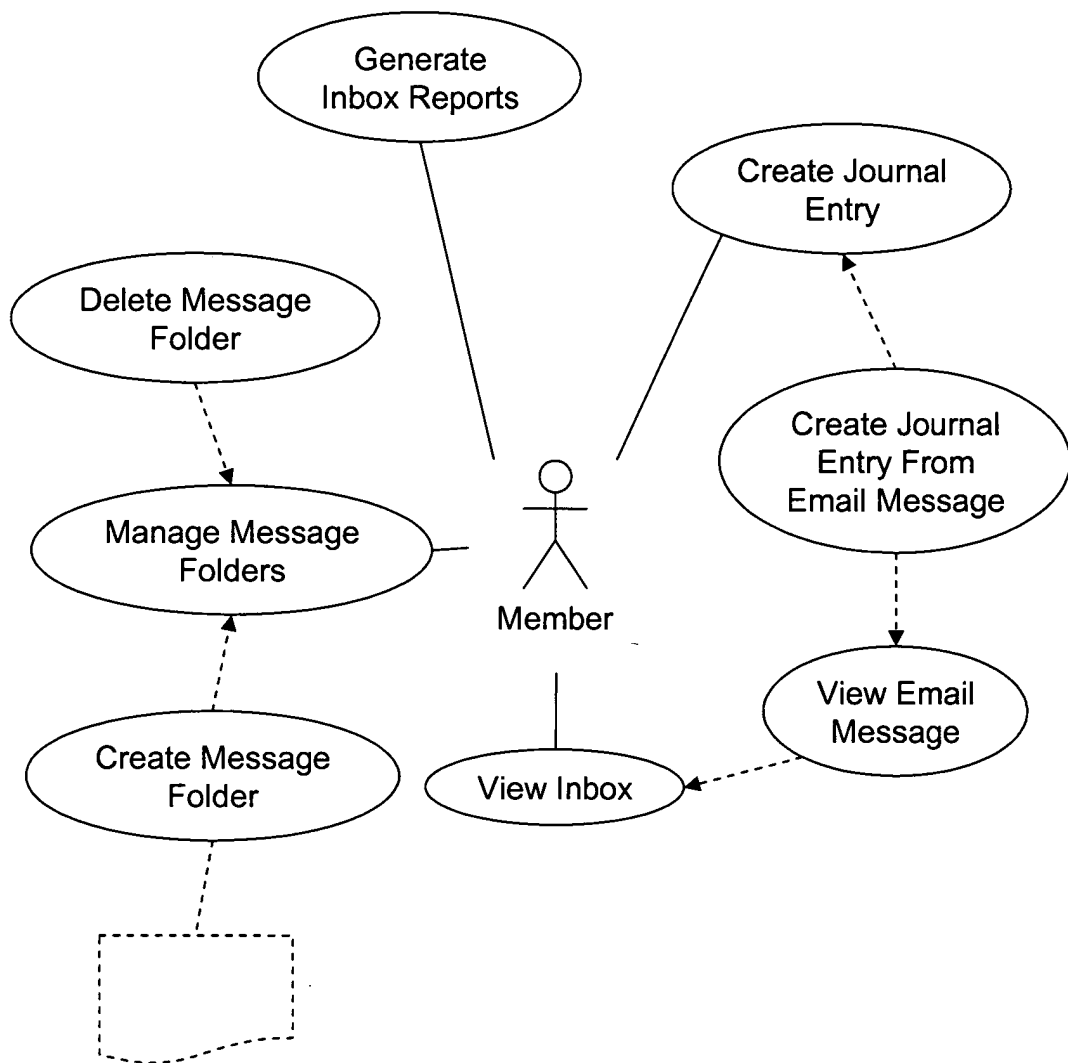 Generate
Inbox Reports
Create Journal
Entry
Delete Message
Folder
Create Journal
Entry From
Email Message
Manage Message
Folders
Member
View Email
Message
Create Message
Folder
View Inbox